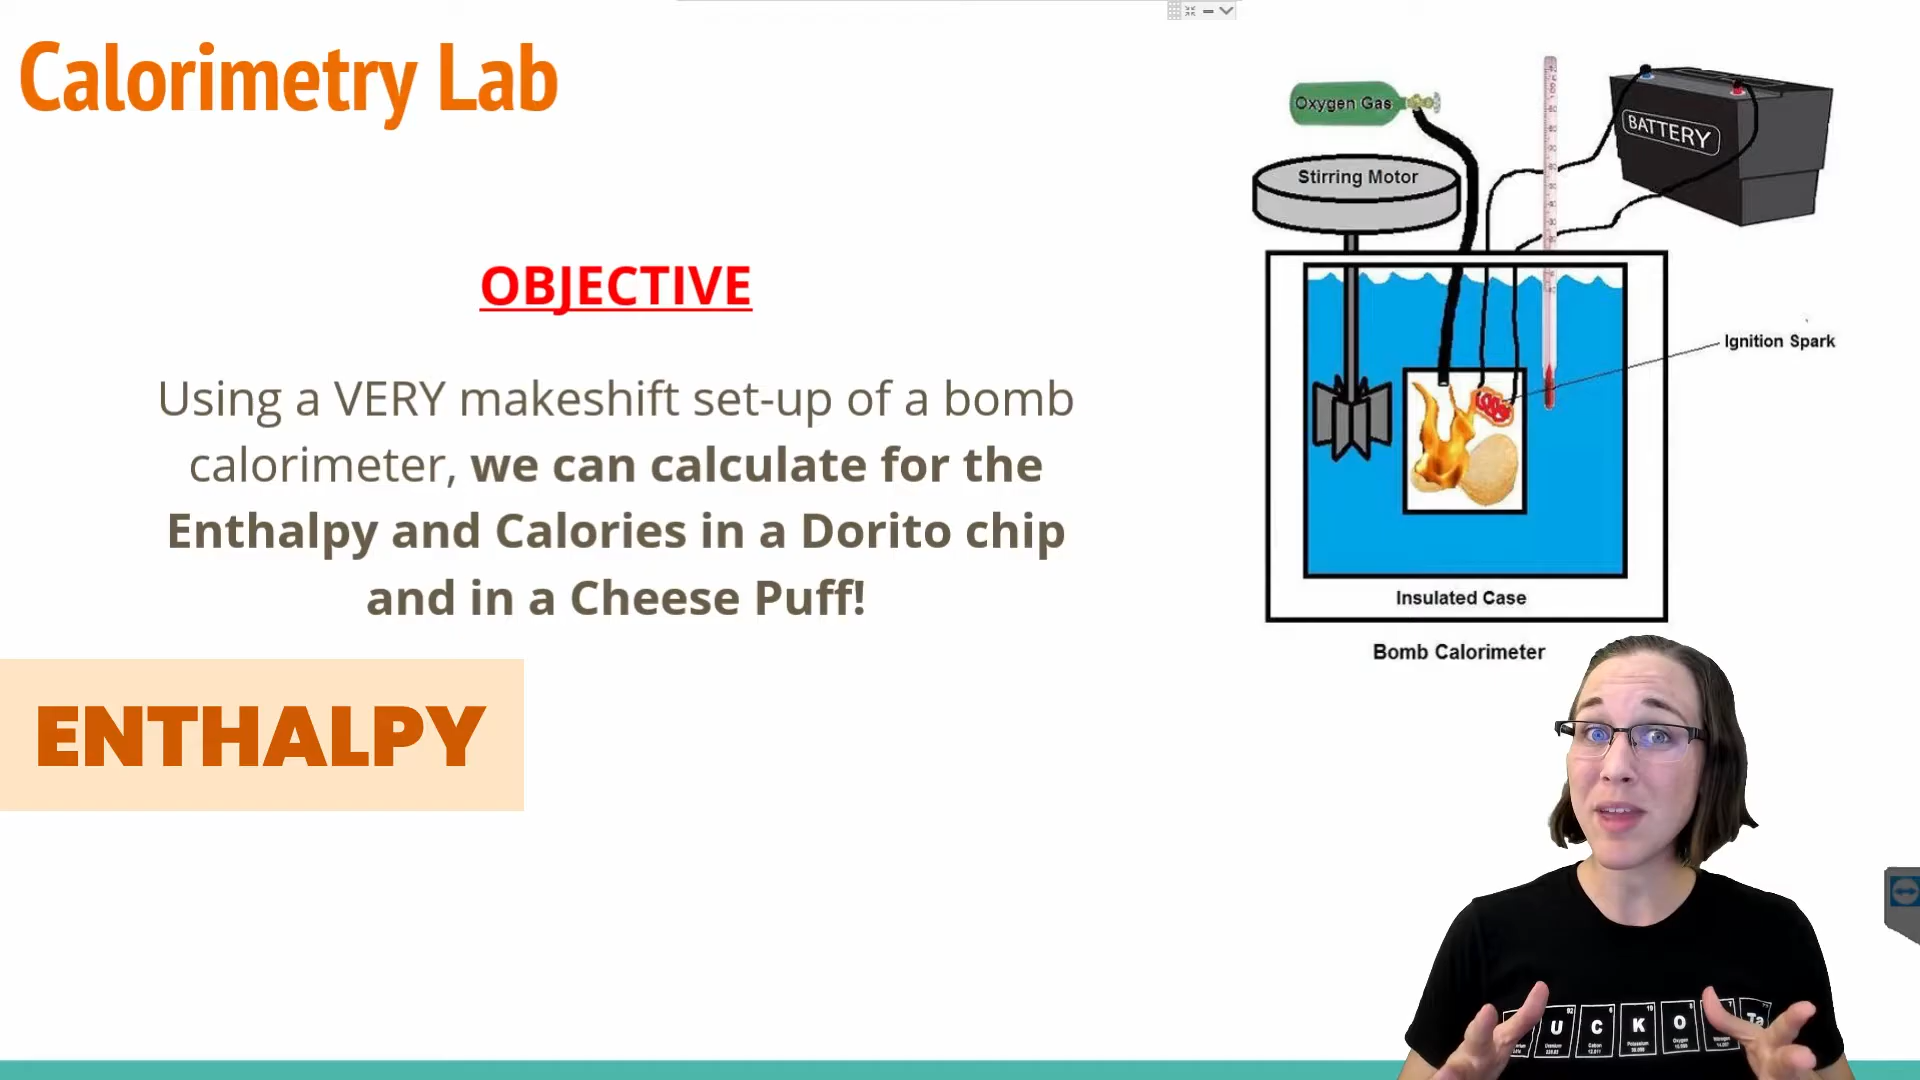 Calorimetry Lab
OBJECTIVE
Using a VERY makeshift set-up of a bomb
calorimeter, we can calculate for the
Enthalpy and Calories in a Dorito chip
and in a Cheese Puff!
ENTHALPY
Oxygen Gas
Stirring Motor
BATTERY
Ignition Spark
Insulated Case
Bomb Calorimeter
U C K O Ta